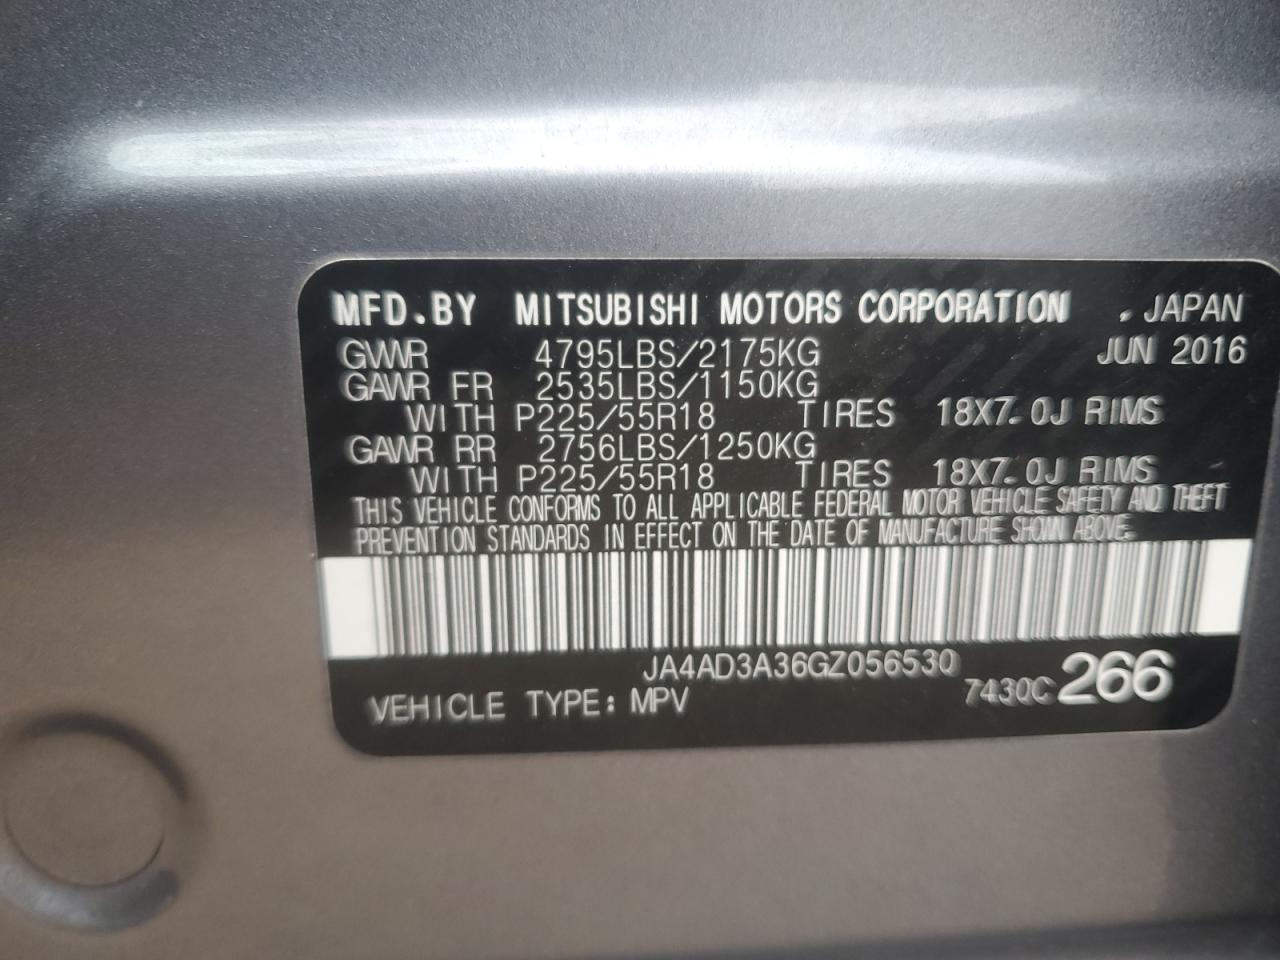 MFD.BY MITSUBISHI MOTORS CORPORATION , JAPAN
GVWR 4795LBS/2175KG JUN 2016
GAWR FR 2535LBS/1150KG
WITH P225/55R18 TIRES 18X7.0J RIMS
GAWR RR 2756LBS/1250KG
WITH P225/55R18 TIRES 18X7.0J RIMS
THIS VEHICLE CONFORMS TO ALL APPLICABLE FEDERAL MOTOR VEHICLE SAFETY AND THEFT
PREVENTION STANDARDS IN EFFECT ON THE DATE OF MANUFACTURE SHOWN ABOVE.
JA4AD3A36GZ056530
VEHICLE TYPE: MPV 7430C 266